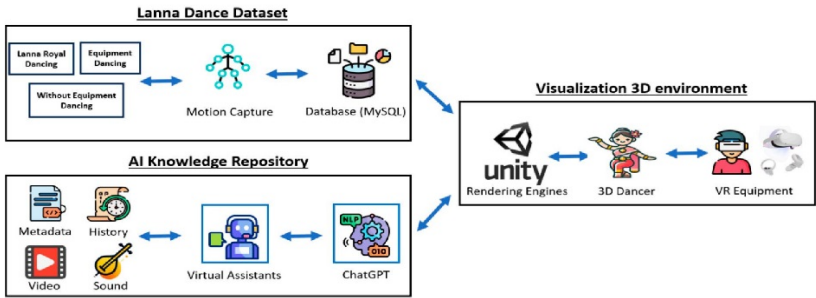 Lanna Dance Dataset
Lanna Royal
Dancing
Equipment
Dancing
Without Equipment
Dancing
Motion Capture
Database (MySQL)
AI Knowledge Repository
Metadata
History
Video
Sound
Virtual Assistants
NLP
010
ChatGPT
Visualization 3D environment
unity
Rendering Engines
3D Dancer
VR Equipment